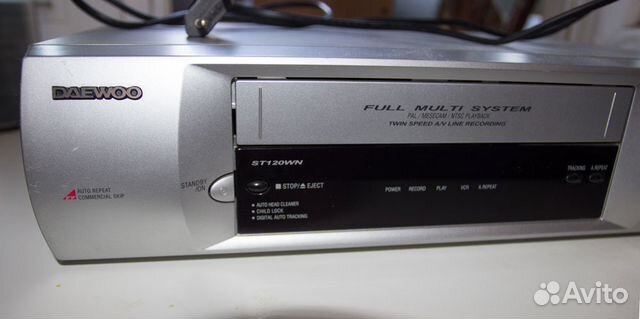 DAEWOO
FULL MULTI SYSTEM
PAL / MESECAM / NTSC PLAYBACK
TWIN SPEED A/V LINE RECORDING
ST120WN
TRACKING A.REPEAT
STANDBY
/ON
STOP/ EJECT
POWER RECORD PLAY VCR A.REPEAT
AUTO REPEAT
COMMERCIAL SKIP
• AUTO HEAD CLEANER
• CHILD LOCK
• DIGITAL AUTO TRACKING
Avito